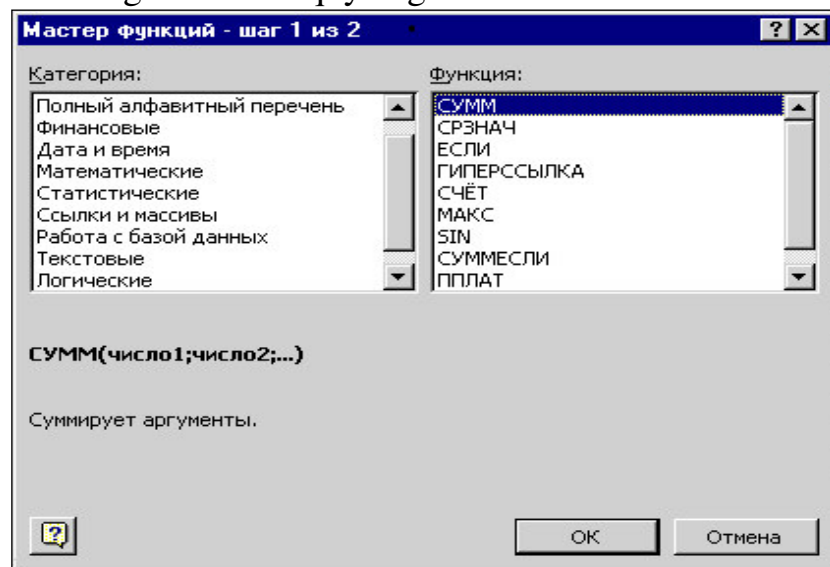 Мастер функций - шаг 1 из 2
Категория:
Функция:
Полный алфавитный перечень
Финансовые
Дата и время
Математические
Статистические
Ссылки и массивы
Работа с базой данных
Текстовые
Логические
СУММ
СРЗНАЧ
ЕСЛИ
ГИПЕРССЫЛКА
СЧЁТ
МАКС
SIN
СУММЕСЛИ
ППЛАТ
СУММ(число1;число2;...)
Суммирует аргументы.
ОК
Отмена